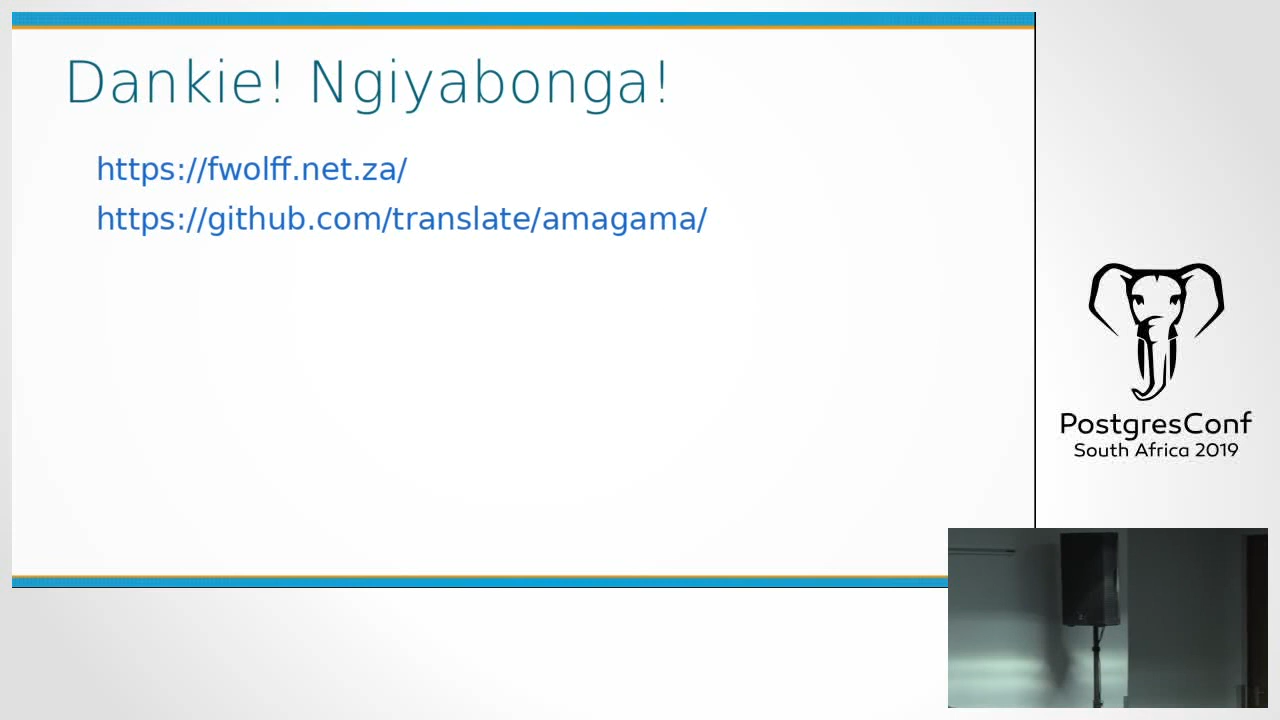 Dankie! Ngiyabonga!
https://fwolff.net.za/
https://github.com/translate/amagama/
PostgresConf
South Africa 2019